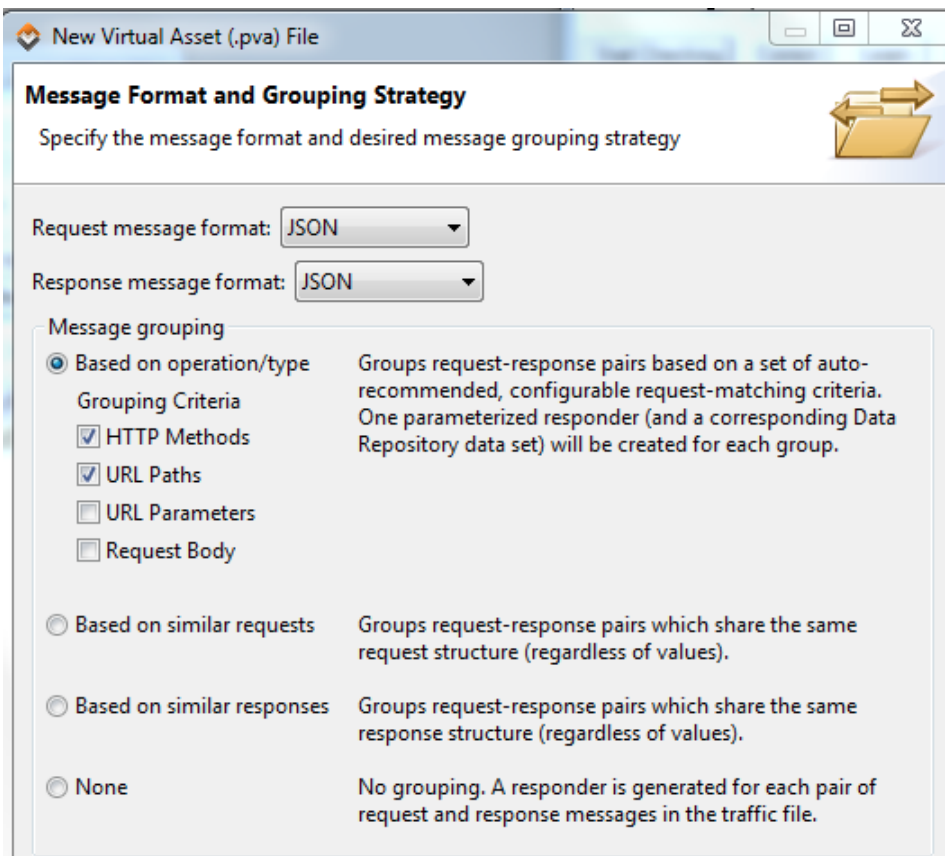 New Virtual Asset (.pva) File
Message Format and Grouping Strategy
Specify the message format and desired message grouping strategy
Request message format: JSON
Response message format: JSON
Message grouping
Based on operation/type
Groups request-response pairs based on a set of auto-
recommended, configurable request-matching criteria.
One parameterized responder (and a corresponding Data
Repository data set) will be created for each group.
Grouping Criteria
HTTP Methods
URL Paths
URL Parameters
Request Body
Based on similar requests
Groups request-response pairs which share the same
request structure (regardless of values).
Based on similar responses
Groups request-response pairs which share the same
response structure (regardless of values).
None
No grouping. A responder is generated for each pair of
request and response messages in the traffic file.